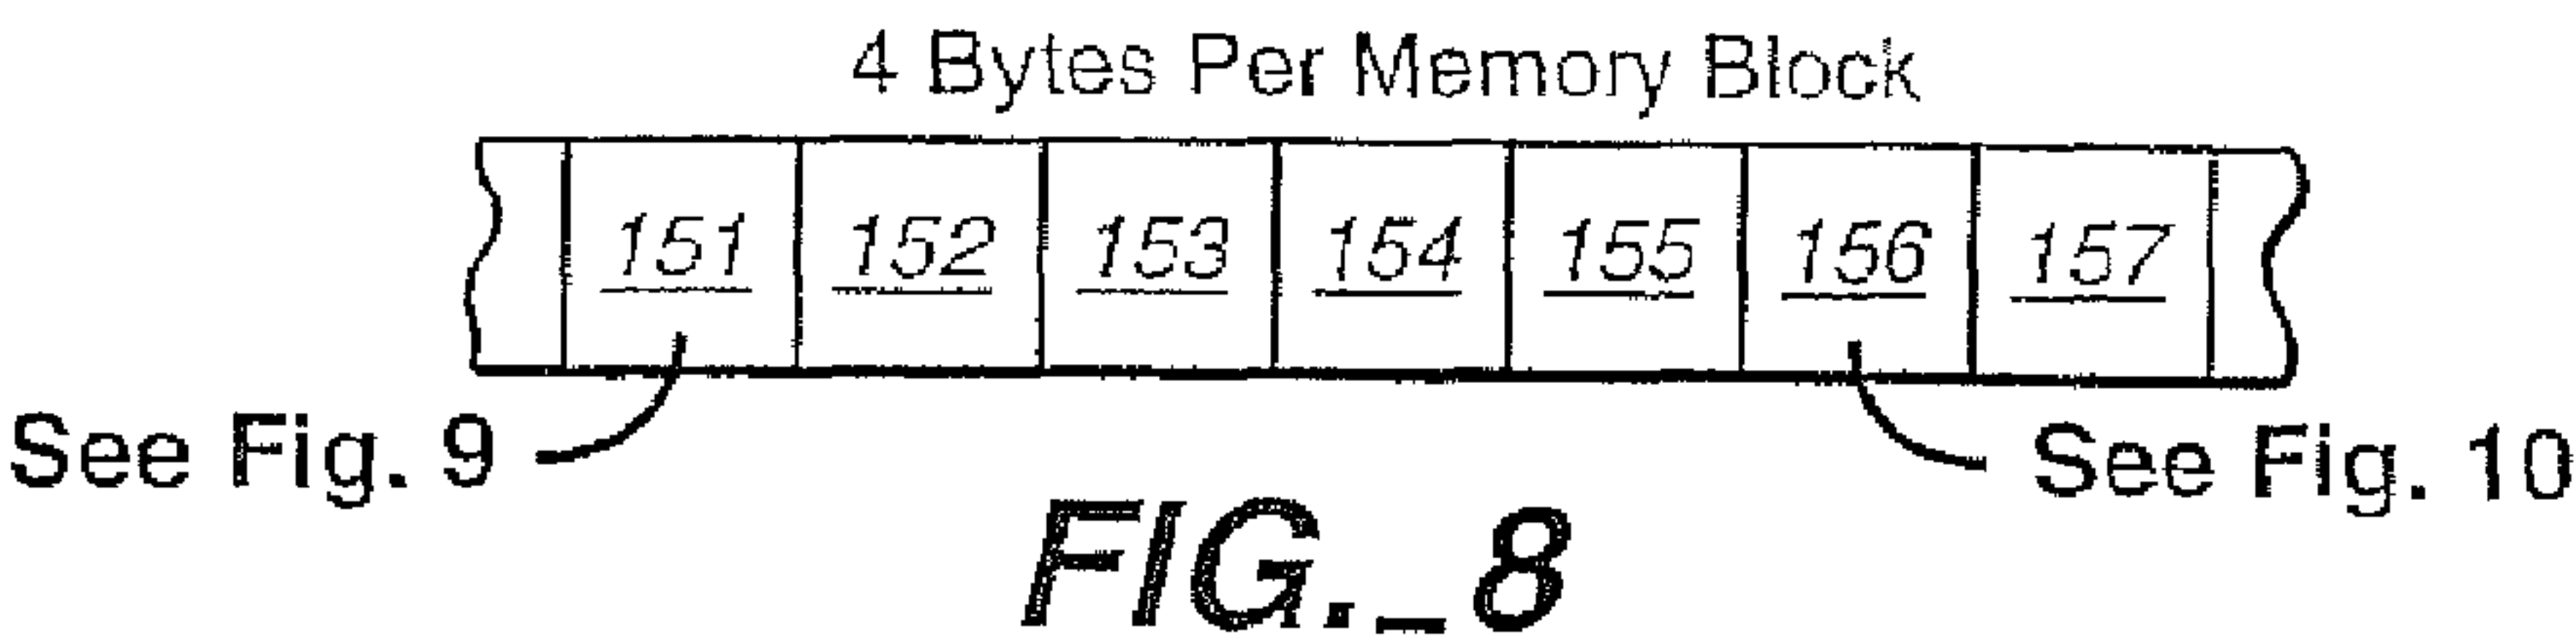 4 Bytes Per Memory Block
151 152 153 154 155 156 157
See Fig. 9 See Fig. 10
FIG._8